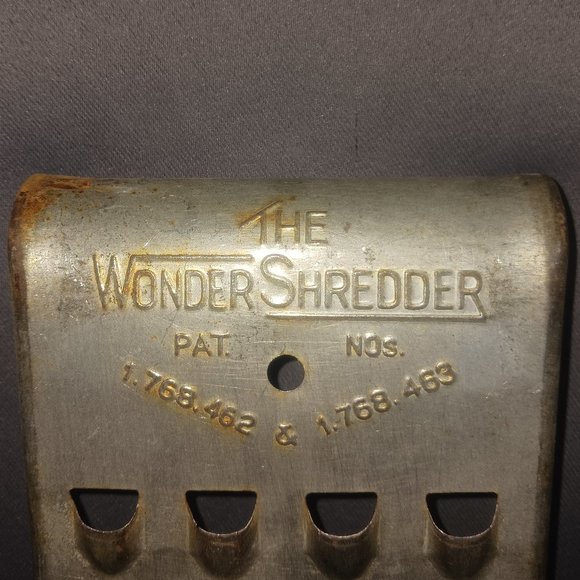 THE
WONDER SHREDDER
PAT. NOS.
1.768.462 & 1.768.463